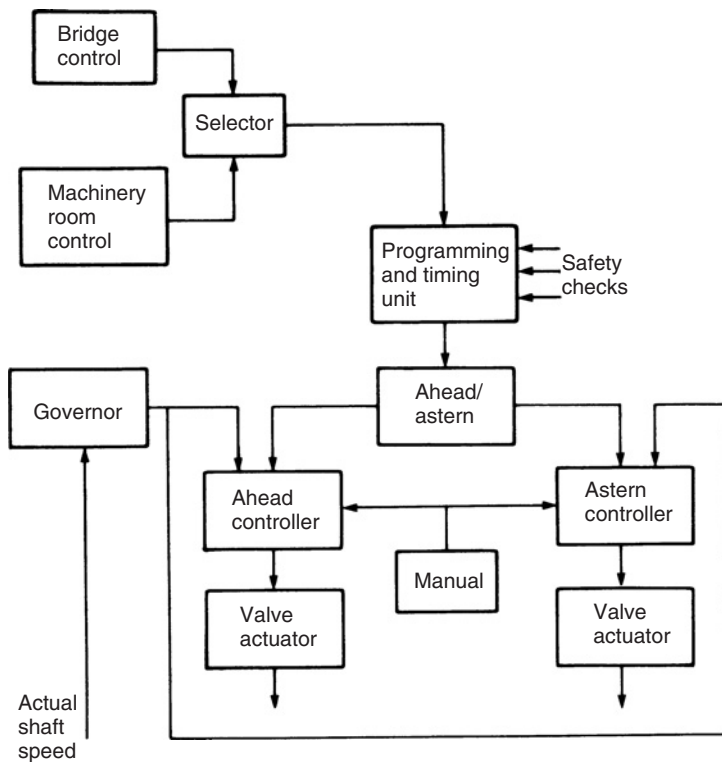 Bridge
control
Selector
Machinery
room
control
Programming
and timing
unit
Safety
checks
Governor
Ahead/
astern
Ahead
controller
Astern
controller
Manual
Valve
actuator
Valve
actuator
Actual
shaft
speed